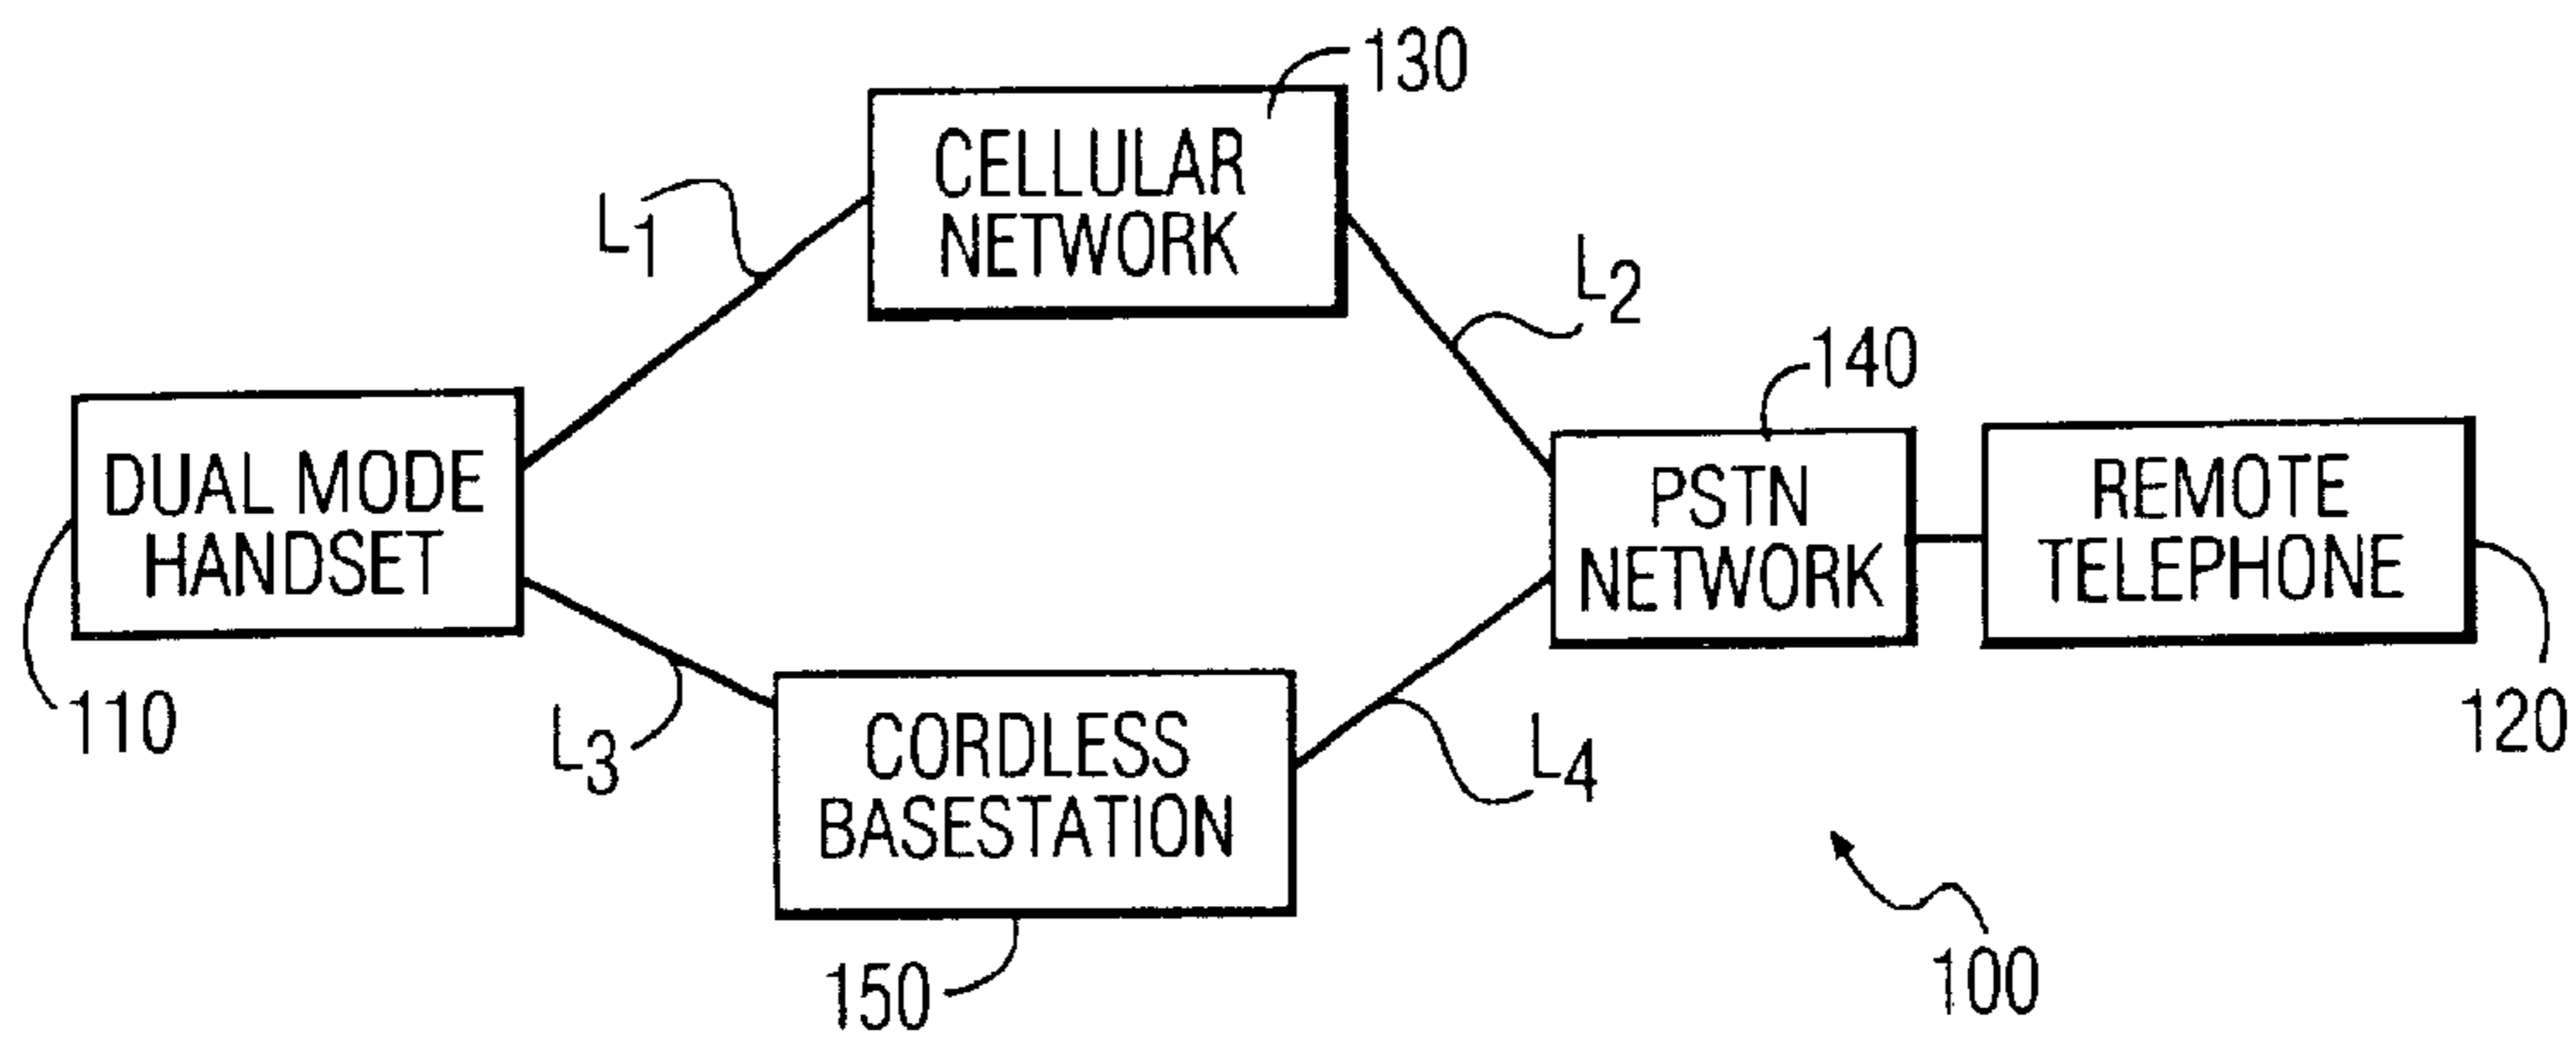 130
CELLULAR
NETWORK
L1
L2
140
DUAL MODE
HANDSET
PSTN
NETWORK
REMOTE
TELEPHONE
110
L3
CORDLESS
BASESTATION
L4
120
150
100